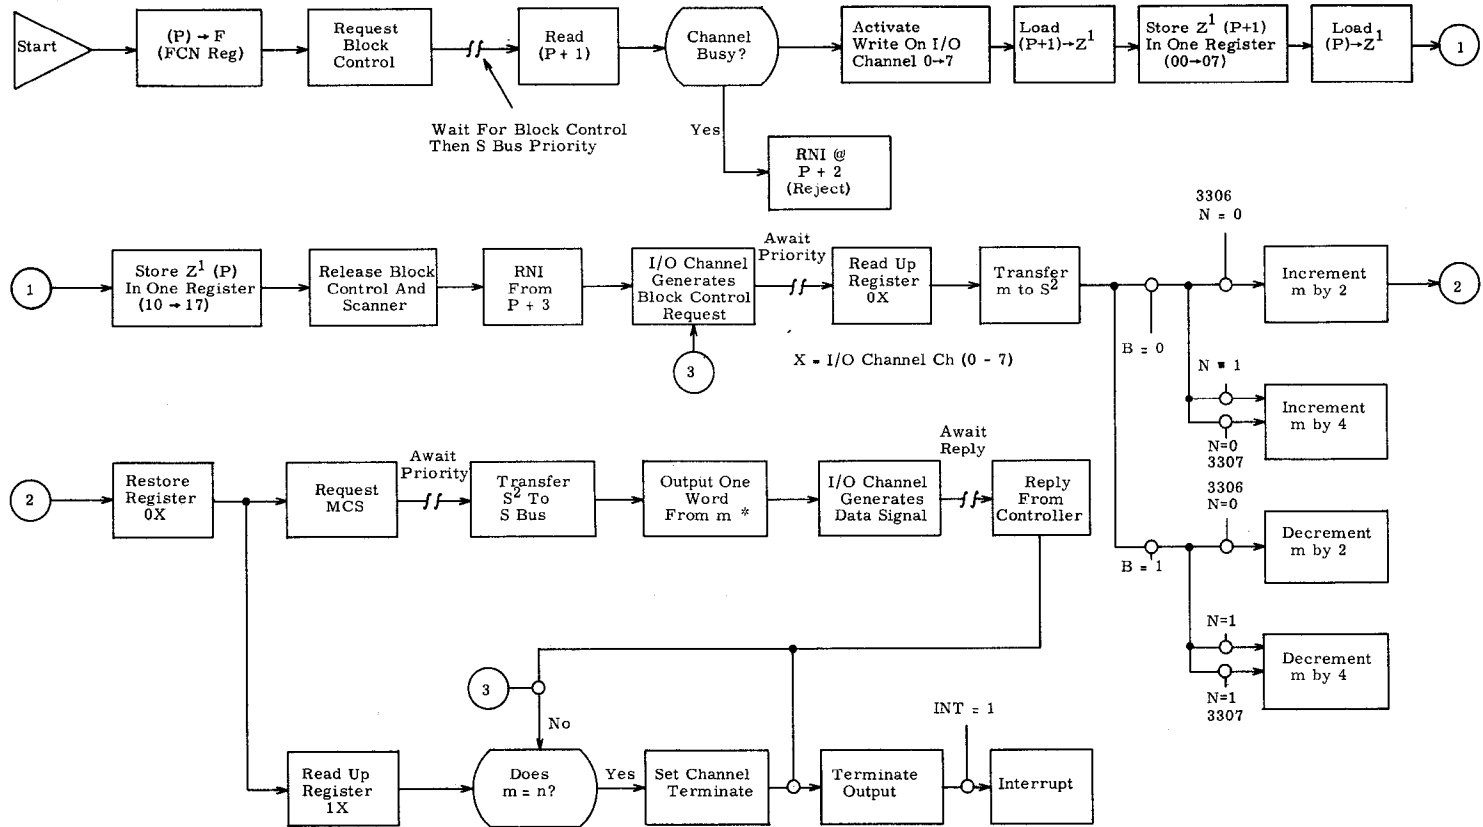 Start
(P) → F
(FCN Reg)
Request
Block
Control
Read
(P + 1)
Channel
Busy?
Activate
Write On I/O
Channel 0→7
Load
(P+1)→Z¹
Store Z¹ (P+1)
In One Register
(00→07)
Load
(P)→Z¹
1
Wait For Block Control
Then S Bus Priority
Yes
RNI @
P + 2
(Reject)
1
Store Z¹ (P)
In One Register
(10 → 17)
Release Block
Control And
Scanner
RNI
From
P + 3
I/O Channel
Generates
Block Control
Request
Await
Priority
Read Up
Register
0X
Transfer
m to S²
3306
N = 0
Increment
m by 2
2
B = 0
3
X = I/O Channel Ch (0 - 7)
N = 1
Increment
m by 4
N=0
3307
2
Restore
Register
0X
Request
MCS
Await
Priority
Transfer
S² To
S Bus
Output One
Word
From m *
I/O Channel
Generates
Data Signal
Await
Reply
Reply
From
Controller
3306
N=0
Decrement
m by 2
B = 1
N=1
Decrement
m by 4
N=1
3307
3
No
INT = 1
Read Up
Register
1X
Does
m = n?
Yes
Set Channel
Terminate
Terminate
Output
Interrupt